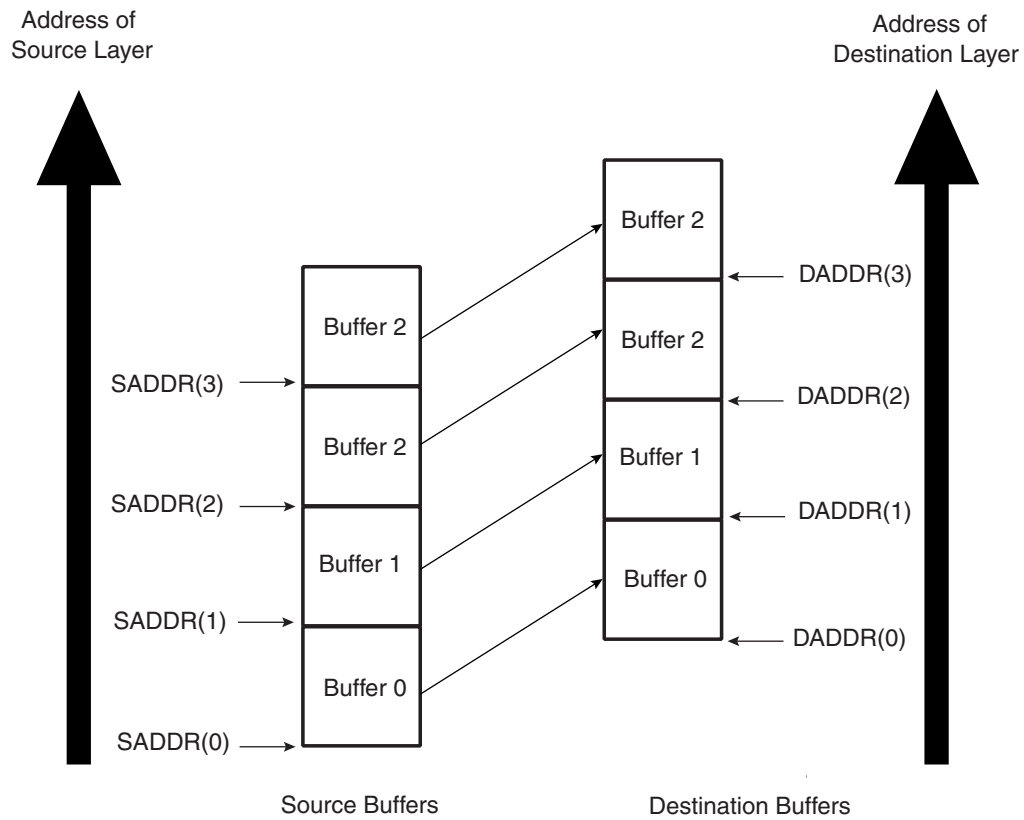 Address of
Source Layer
Address of
Destination Layer
Buffer 2
DADDR(3)
Buffer 2
Buffer 2
SADDR(3)
DADDR(2)
Buffer 2
Buffer 1
SADDR(2)
DADDR(1)
Buffer 1
Buffer 0
SADDR(1)
DADDR(0)
Buffer 0
SADDR(0)
Source Buffers
Destination Buffers